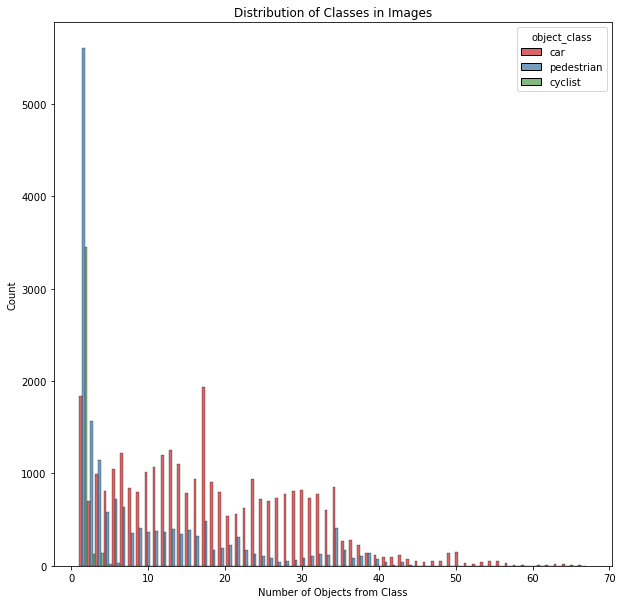 Distribution of Classes in Images
object_class
car
pedestrian
cyclist
5000
4000
3000
2000
1000
0
Count
0 10 20 30 40 50 60 70
Number of Objects from Class